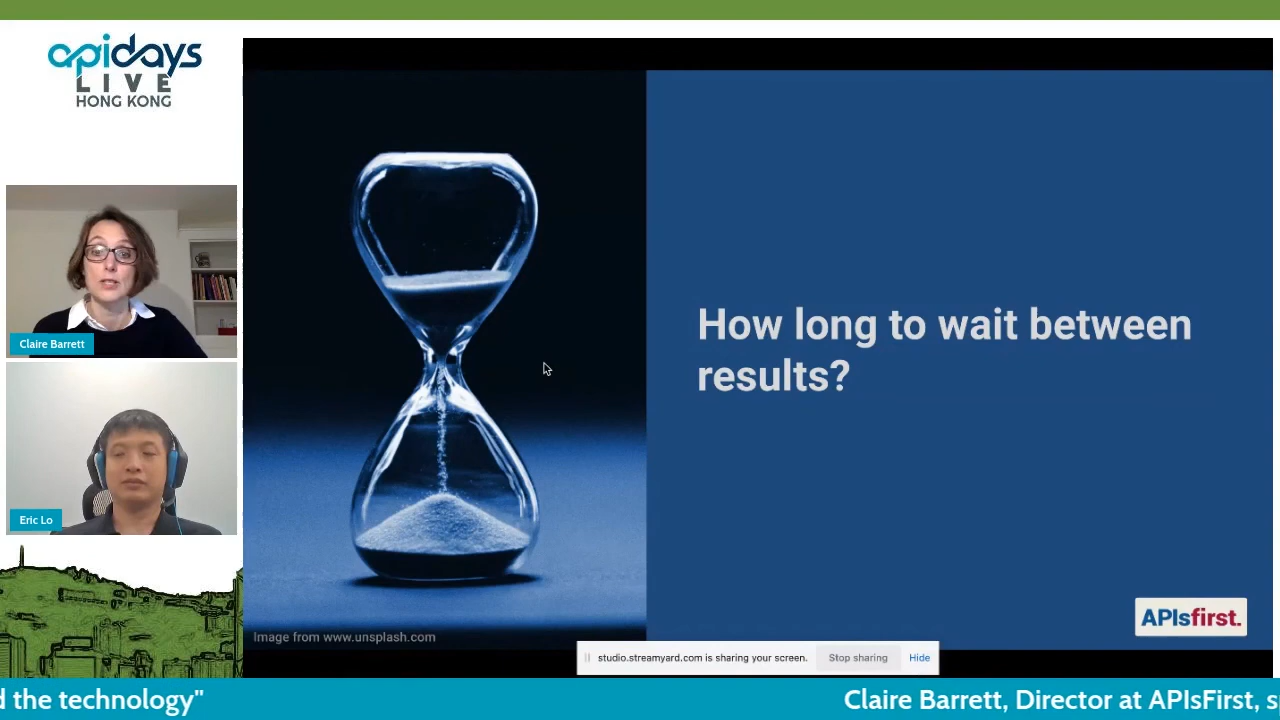 apidays
LIVE
HONG KONG
Claire Barrett
Eric Lo
How long to wait between
results?
APIsfirst.
Image from www.unsplash.com
studio.streamyard.com is sharing your screen.
Stop sharing
Hide
d the technology"
Claire Barrett, Director at APIsFirst, s